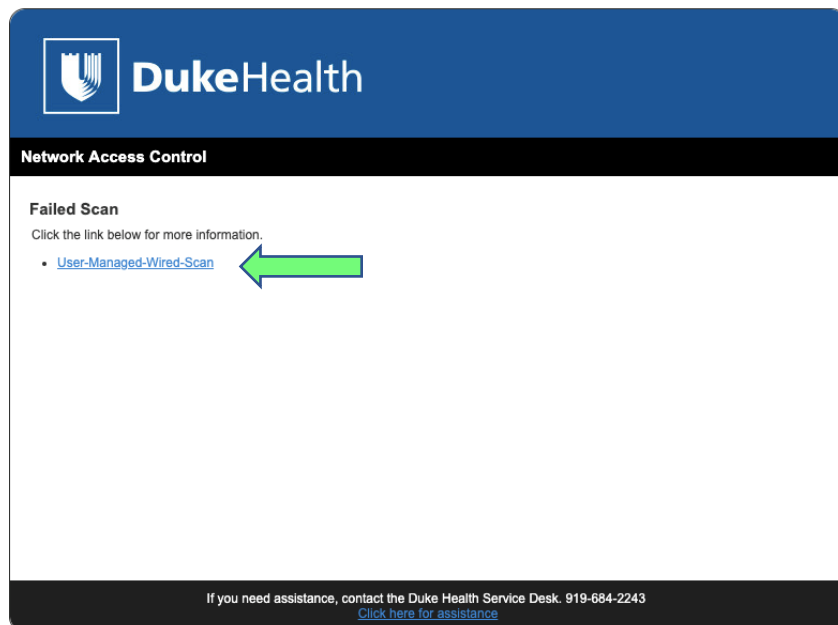 DukeHealth
Network Access Control
Failed Scan
Click the link below for more information.
• User-Managed-Wired-Scan
If you need assistance, contact the Duke Health Service Desk. 919-684-2243
Click here for assistance